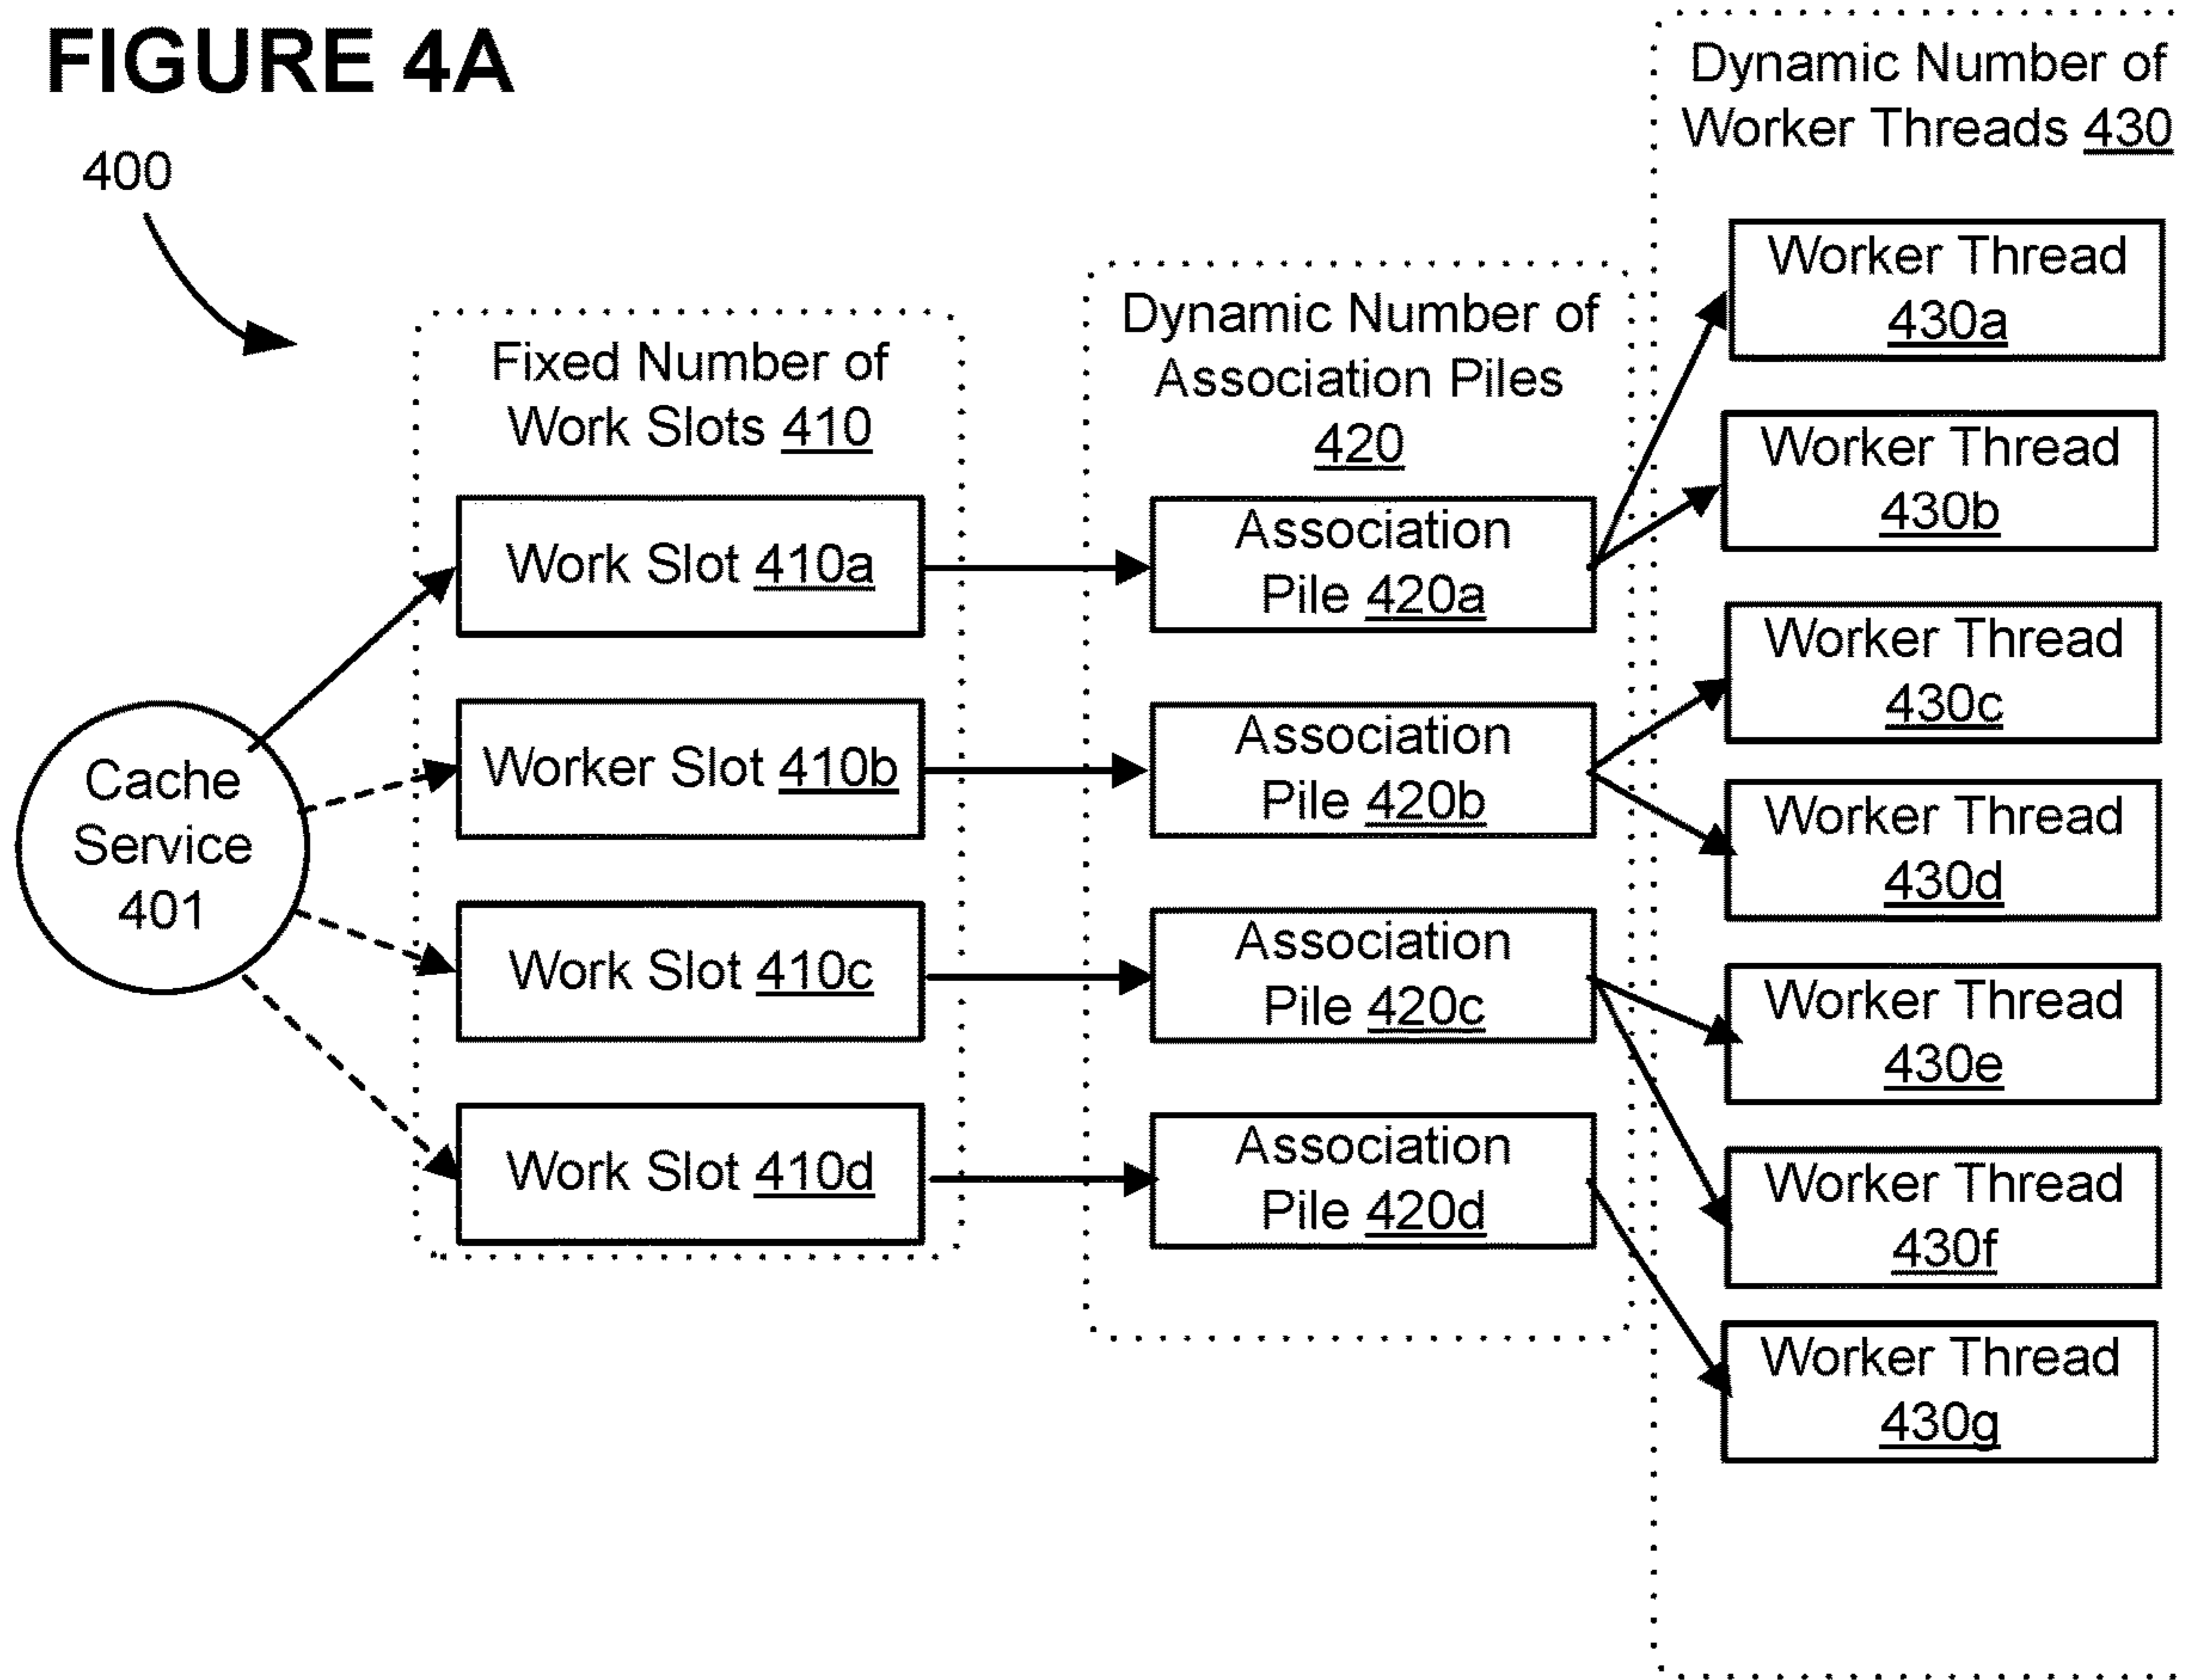 FIGURE 4A
400
Cache
Service
401
Fixed Number of
Work Slots 410
Work Slot 410a
Worker Slot 410b
Work Slot 410c
Work Slot 410d
Dynamic Number of
Association Piles
420
Association
Pile 420a
Association
Pile 420b
Association
Pile 420c
Association
Pile 420d
Dynamic Number of
Worker Threads 430
Worker Thread
430a
Worker Thread
430b
Worker Thread
430c
Worker Thread
430d
Worker Thread
430e
Worker Thread
430f
Worker Thread
430g